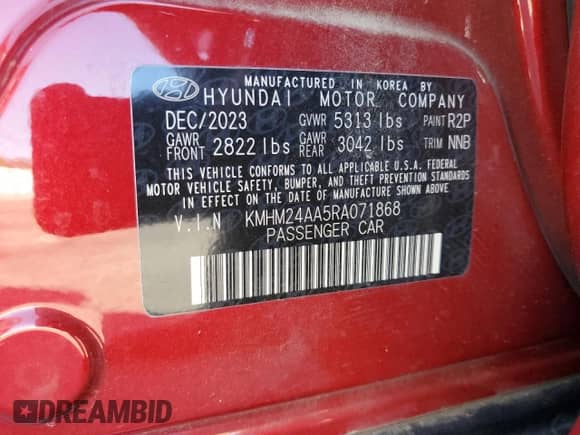 MANUFACTURED IN KOREA BY
HYUNDAI MOTOR COMPANY
DEC/2023 GVWR 5313 lbs PAINT R2P
GAWR FRONT 2822 lbs GAWR REAR 3042 lbs TRIM NNB
THIS VEHICLE CONFORMS TO ALL APPLICABLE U.S.A. FEDERAL
MOTOR VEHICLE SAFETY, BUMPER, AND THEFT PREVENTION STANDARDS
IN EFFECT ON THE DATE OF MANUFACTURE SHOWN ABOVE.
V.I.N KMHM24AA5RA071868
PASSENGER CAR
DREAMBID